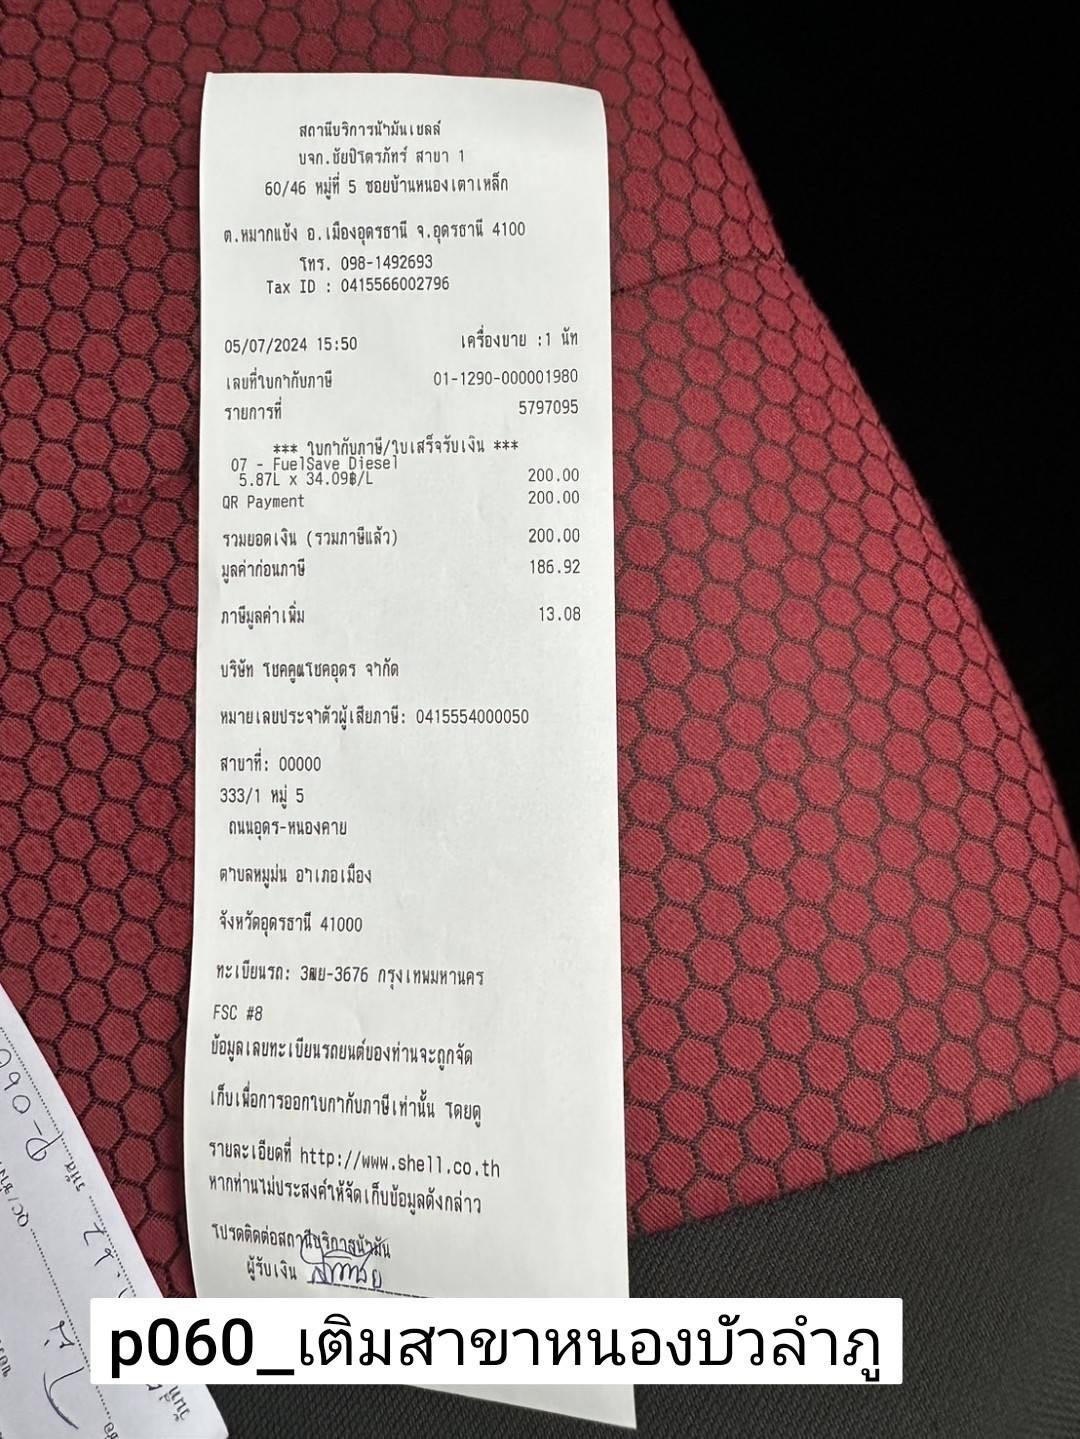 สถานีบริการน้ำมันเชลล์
บจก.ชัยปิโตรภัทร์ สาขา 1
60/46 หมู่ที่ 5 ซอยบ้านหนองเตาเหล็ก
ต.หมากแข้ง อ.เมืองอุดรธานี จ.อุดรธานี 4100
โทร. 098-1492693
Tax ID : 0415566002796
05/07/2024 15:50 เครื่องขาย :1 นัท
เลขที่ใบกำกับภาษี 01-1290-000001980
รายการที่ 5797095
*** ใบกำกับภาษี/ใบเสร็จรับเงิน ***
07 - FuelSave Diesel
5.87L x 34.09฿/L 200.00
QR Payment 200.00
รวมยอดเงิน (รวมภาษีแล้ว) 200.00
มูลค่าก่อนภาษี 186.92
ภาษีมูลค่าเพิ่ม 13.08
บริษัท โชคคูณโชคอุดร จำกัด
หมายเลขประจำตัวผู้เสียภาษี: 0415554000050
สาขาที่: 00000
333/1 หมู่ 5
ถนนอุดร-หนองคาย
ตำบลหมูม่น อำเภอเมือง
จังหวัดอุดรธานี 41000
ทะเบียนรถ: 3ฒย-3676 กรุงเทพมหานคร
FSC #8
ข้อมูลเลขทะเบียนรถยนต์ของท่านจะถูกจัด
เก็บเพื่อการออกใบกำกับภาษีเท่านั้น โดยดู
รายละเอียดที่ http://www.shell.co.th
หากท่านไม่ประสงค์ให้จัดเก็บข้อมูลดังกล่าว
โปรดติดต่อสถานีบริการน้ำมัน
ผู้รับเงิน
p060_เติมสาขาหนองบัวลำภู
รหัส P-060